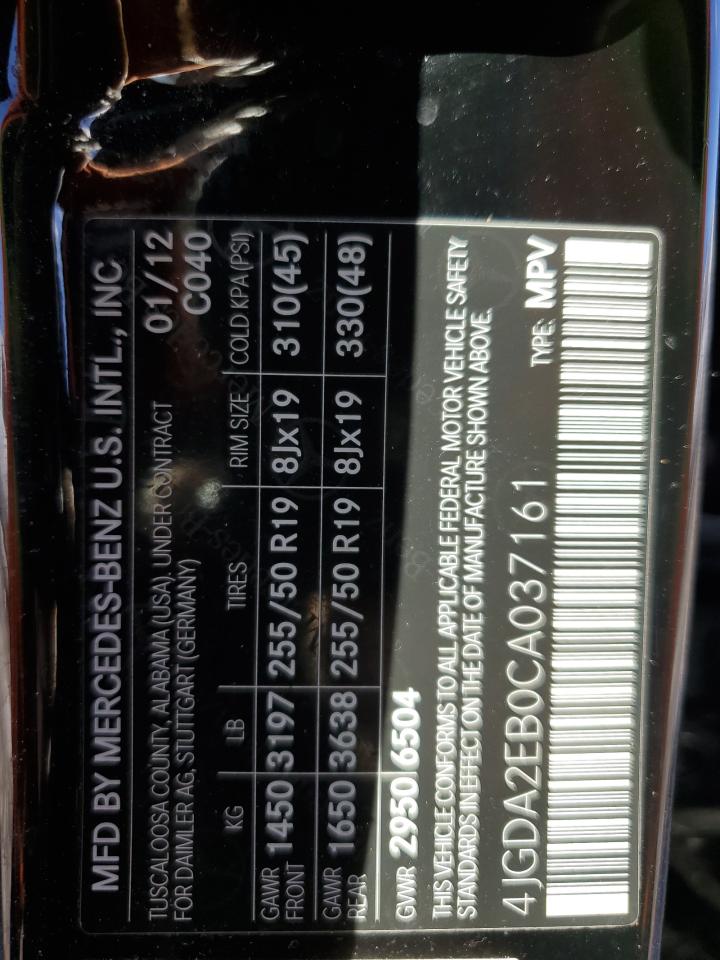 MFD BY MERCEDES-BENZ U.S. INTL., INC
TUSCALOOSA COUNTY, ALABAMA (USA), UNDER CONTRACT 01/12
FOR DAIMLER AG, STUTTGART (GERMANY) C040
KG LB TIRES RIM SIZE COLD KPA (PSI)
GAWR FRONT 1450 3197 255/50 R19 8Jx19 310(45)
GAWR REAR 1650 3638 255/50 R19 8Jx19 330(48)
GVWR 2950 6504
THIS VEHICLE CONFORMS TO ALL APPLICABLE FEDERAL MOTOR VEHICLE SAFETY
STANDARDS IN EFFECT ON THE DATE OF MANUFACTURE SHOWN ABOVE.
4JGDA2EB0CA037161 TYPE: MPV